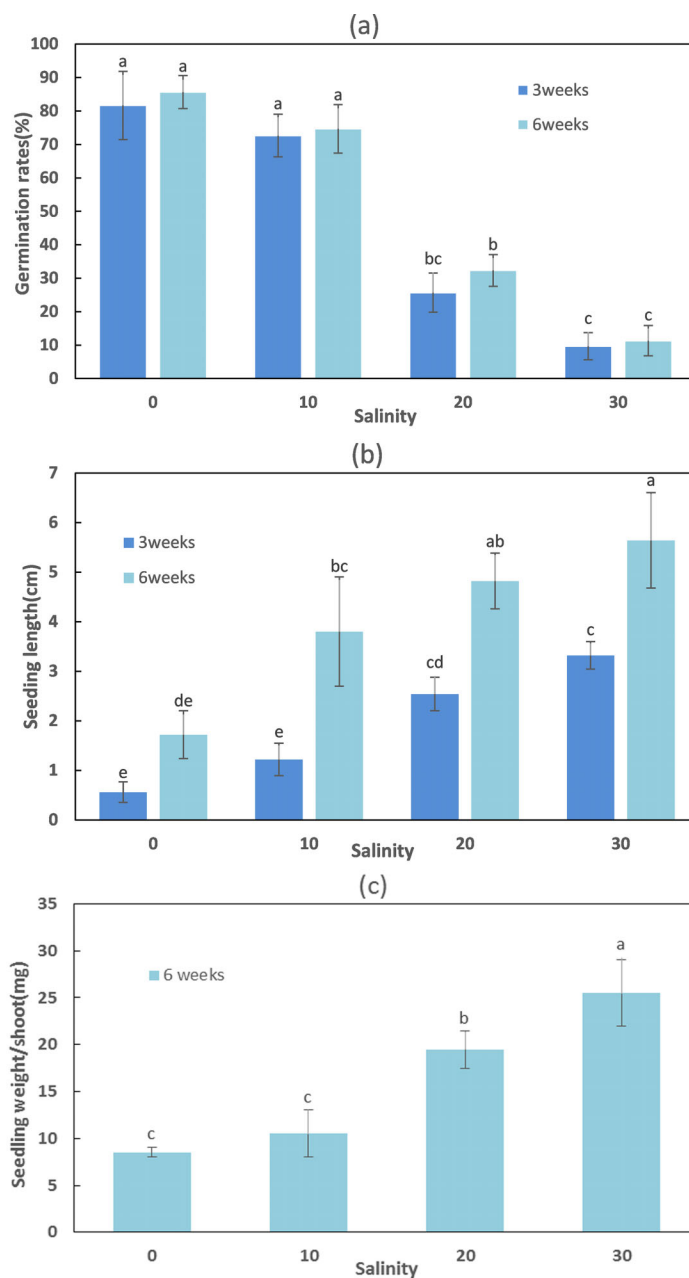 (a)
100
90
80
70
60
50
40
30
20
10
0
Germination rates(%)
a a a a bc b c c
3weeks
6weeks
0 10 20 30
Salinity
(b)
7
6
5
4
3
2
1
0
Seeding length(cm)
3weeks
6weeks
e de e bc cd ab c a
0 10 20 30
Salinity
(c)
35
30
25
20
15
10
5
0
Seedling weight/shoot(mg)
6 weeks
c c b a
0 10 20 30
Salinity